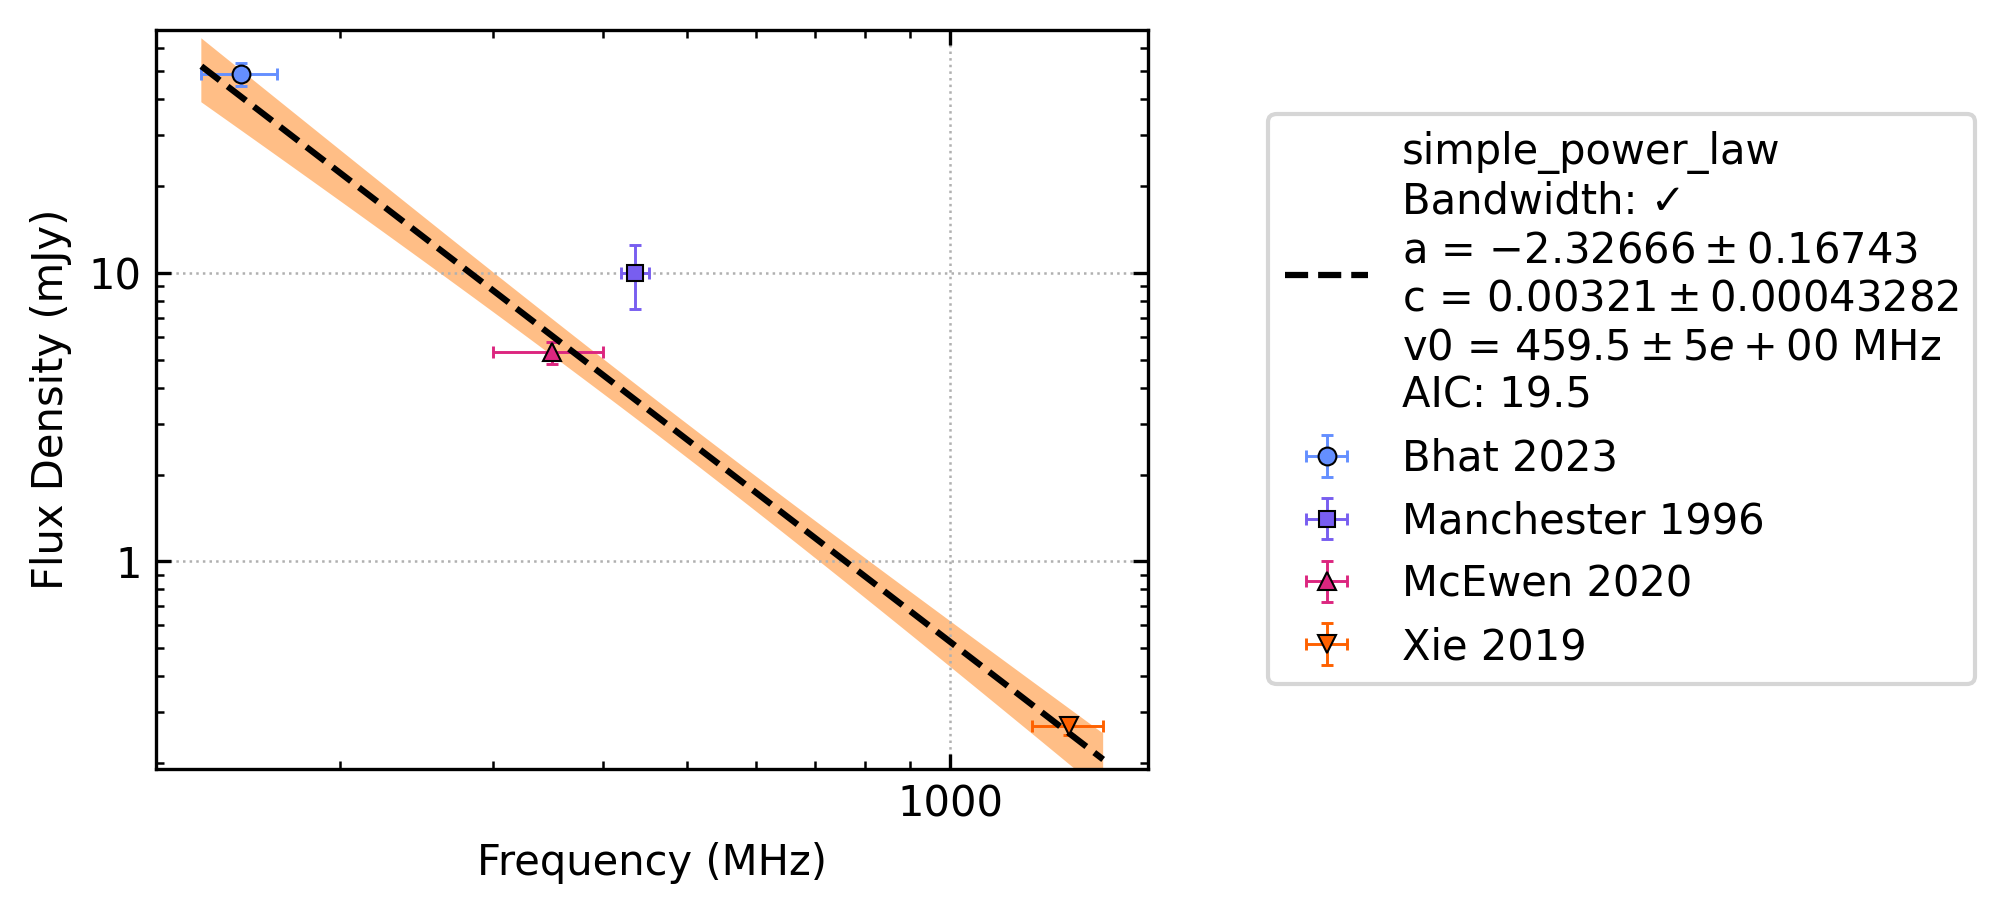 10
1
Flux Density (mJy)
1000
Frequency (MHz)
simple_power_law
Bandwidth: ✓
a = −2.32666 ± 0.16743
c = 0.00321 ± 0.00043282
v0 = 459.5 ± 5e + 00 MHz
AIC: 19.5
Bhat 2023
Manchester 1996
McEwen 2020
Xie 2019